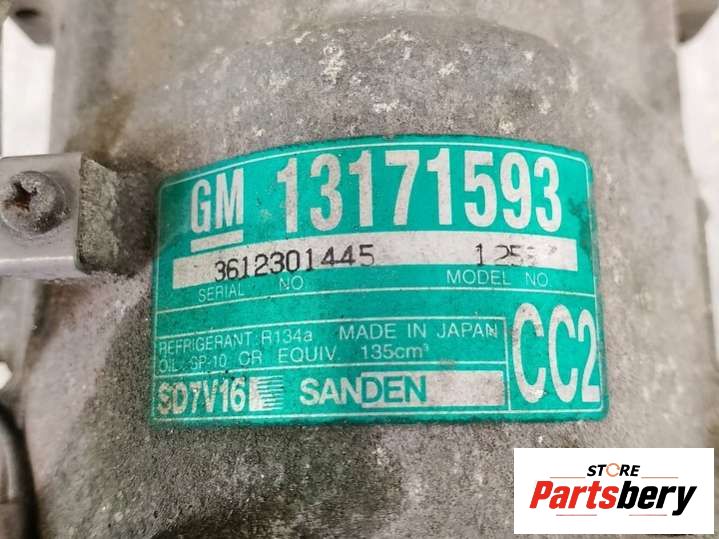 GM 13171593
3612301445
SERIAL NO. MODEL NO.
REFRIGERANT: R134a MADE IN JAPAN
OIL: SP-10 OR EQUIV. 135cm³
SD7V16 SANDEN CC2
STORE
Partsbery